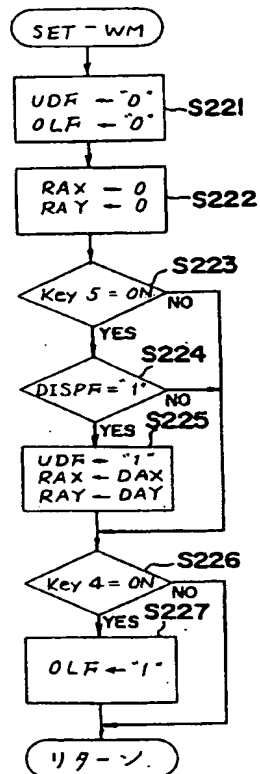 SET-WM
UDF ← "0"
OLF ← "0"
S221
RAX ← 0
RAY ← 0
S222
S223
Key 5 = ON
NO
YES
S224
DISPF = "1"
NO
YES
S225
UDF ← "1"
RAX ← DAX
RAY ← DAY
S226
Key 4 = ON
NO
YES
S227
OLF ← "1"
リターン